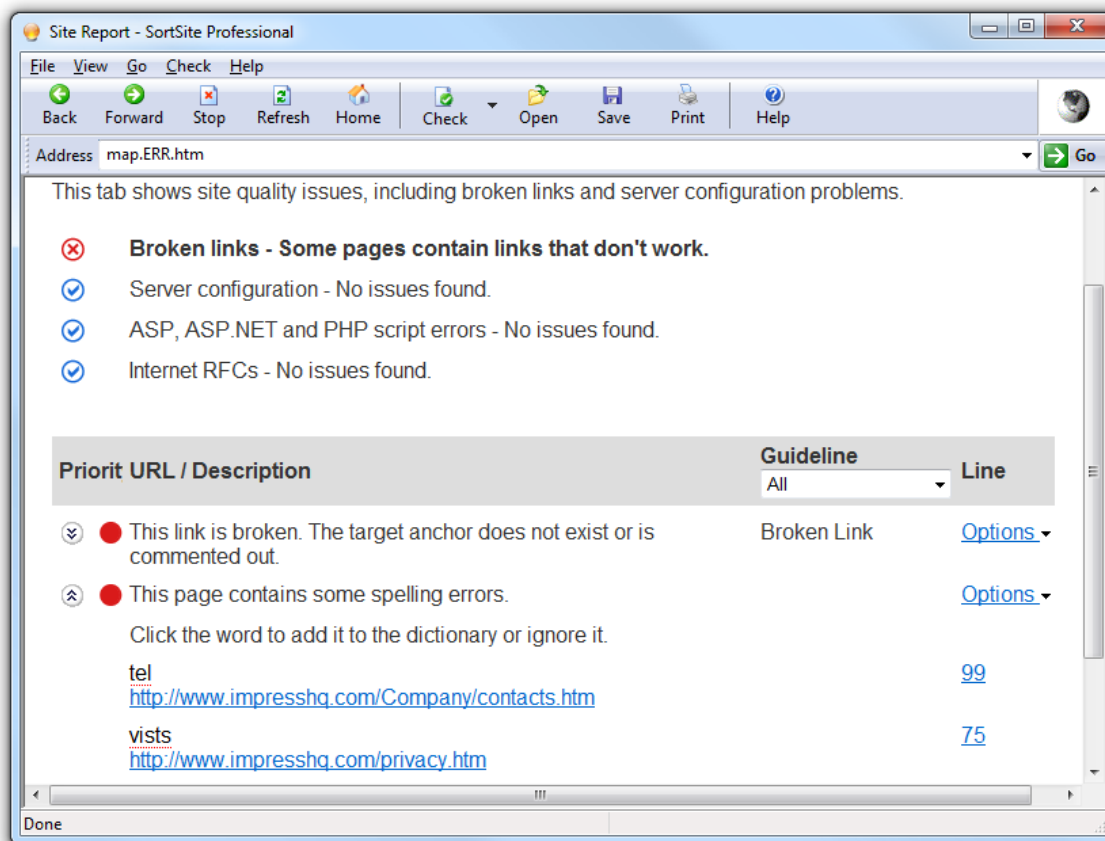 Site Report - SortSite Professional
File View Go Check Help
Back Forward Stop Refresh Home Check Open Save Print Help
Address map.ERR.htm Go
This tab shows site quality issues, including broken links and server configuration problems.
Broken links - Some pages contain links that don't work.
Server configuration - No issues found.
ASP, ASP.NET and PHP script errors - No issues found.
Internet RFCs - No issues found.
Priorit URL / Description Guideline Line
All
This link is broken. The target anchor does not exist or is Broken Link Options
commented out.
This page contains some spelling errors. Options
Click the word to add it to the dictionary or ignore it.
tel 99
http://www.impresshq.com/Company/contacts.htm
vists 75
http://www.impresshq.com/privacy.htm
Done